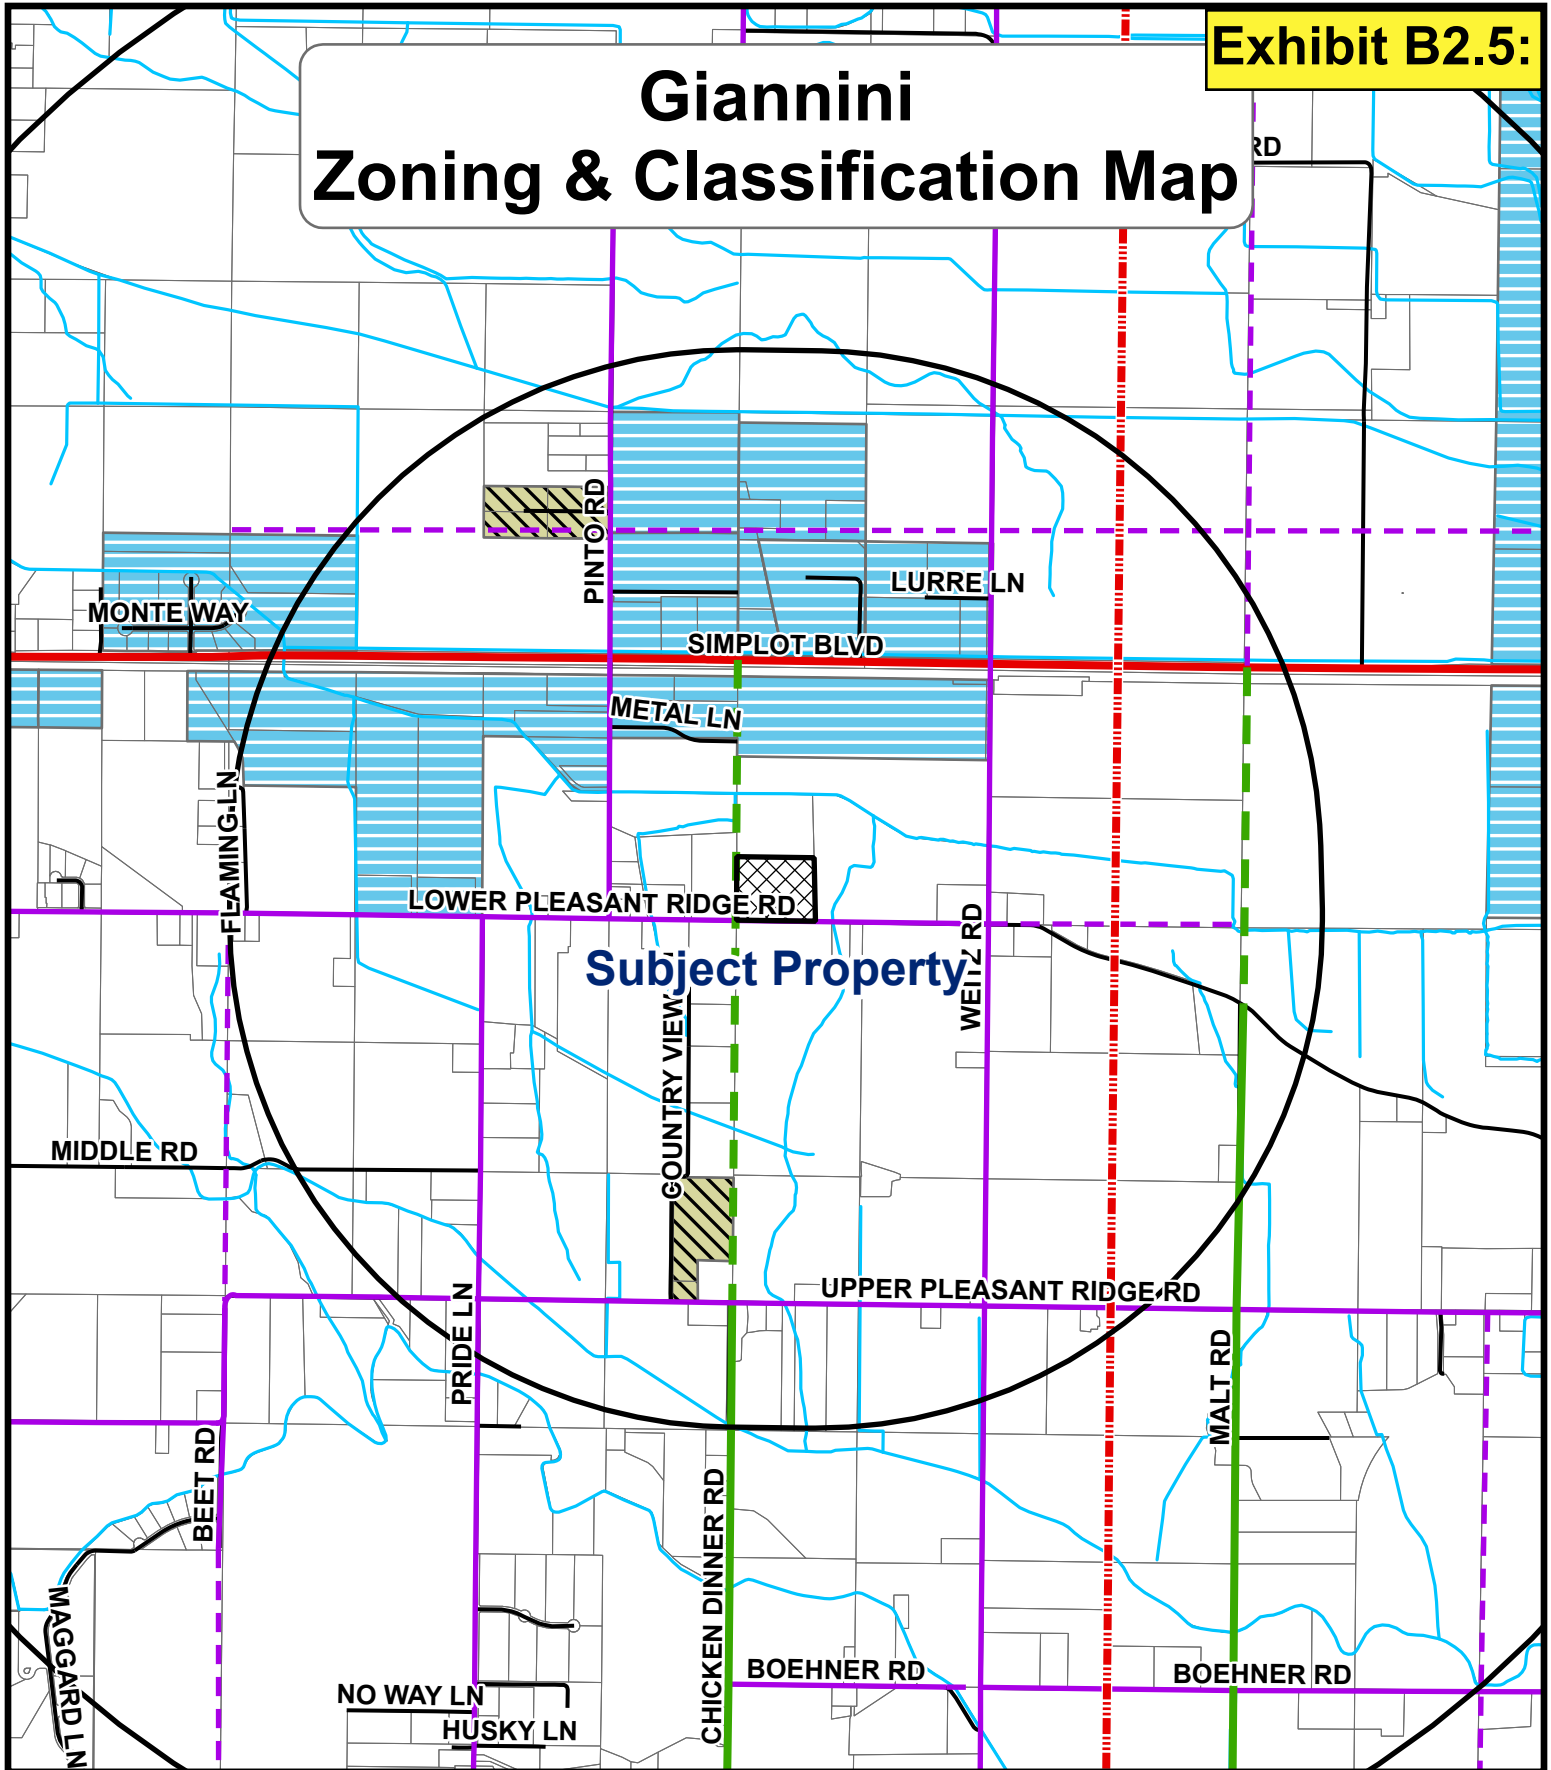 Exhibit B2.5:
Giannini
Zoning & Classification Map
RD
PINTO RD
LURRE LN
MONTE WAY
SIMPLOT BLVD
METAL LN
FLAMING LN
LOWER PLEASANT RIDGE RD
WEITZ RD
Subject Property
COUNTRY VIEW
MIDDLE RD
UPPER PLEASANT RIDGE RD
PRIDE LN
MALT RD
BEET RD
CHICKEN DINNER RD
MAGGARD LN
BOEHNER RD
BOEHNER RD
NO WAY LN
HUSKY LN